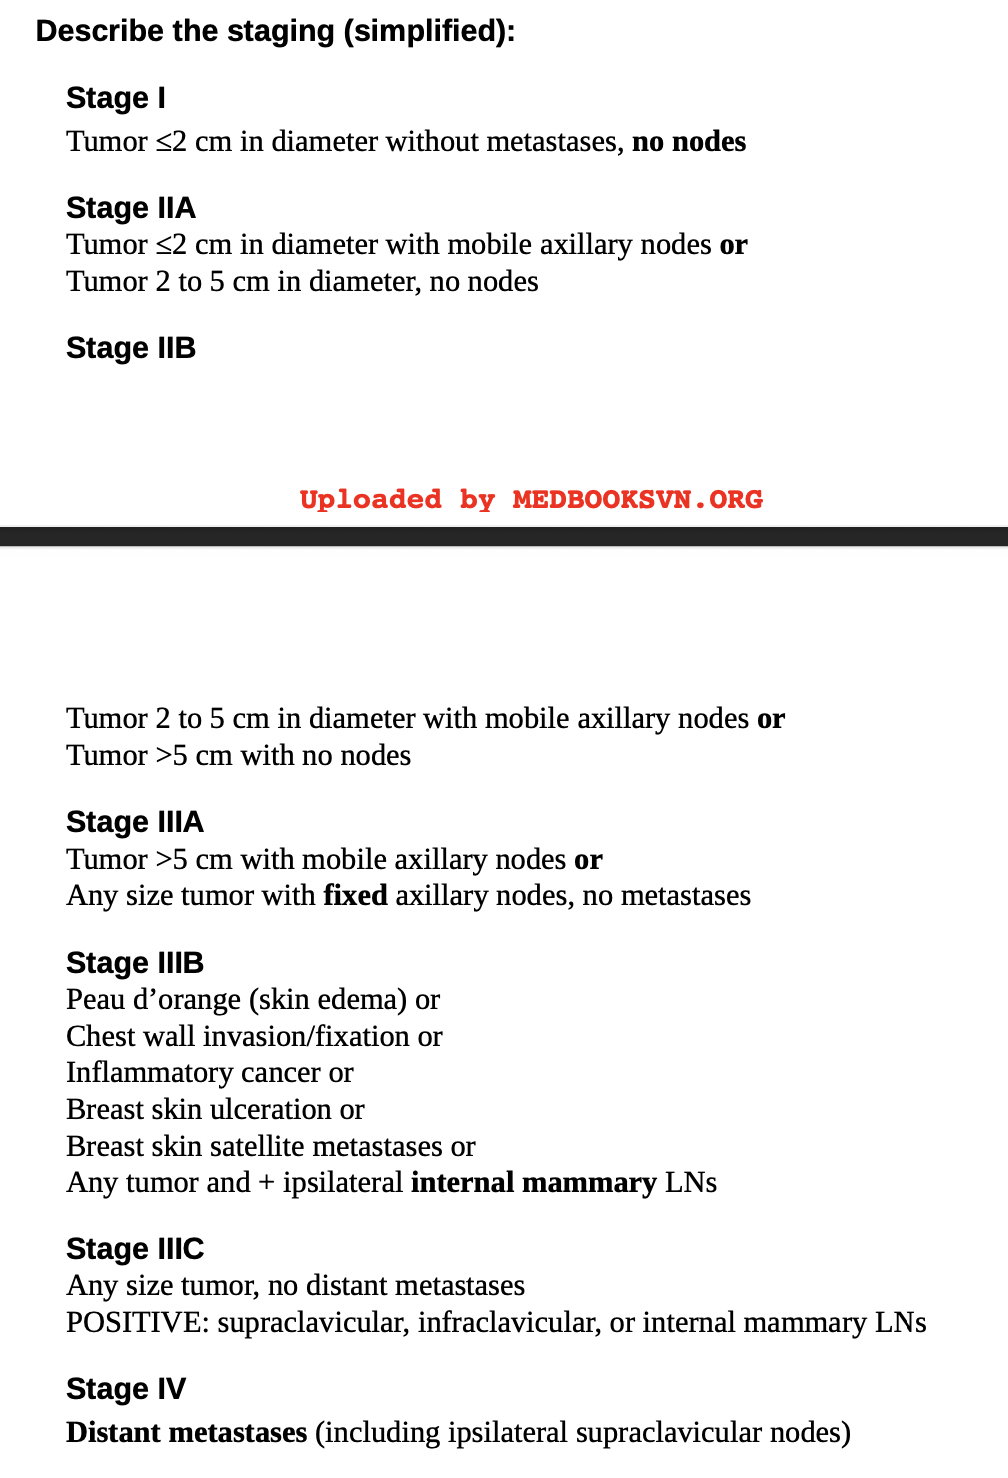 Describe the staging (simplified):
Stage I
Tumor ≤2 cm in diameter without metastases, no nodes
Stage IIA
Tumor ≤2 cm in diameter with mobile axillary nodes or
Tumor 2 to 5 cm in diameter, no nodes
Stage IIB
Uploaded by MEDBOOKSVN.ORG
Tumor 2 to 5 cm in diameter with mobile axillary nodes or
Tumor >5 cm with no nodes
Stage IIIA
Tumor >5 cm with mobile axillary nodes or
Any size tumor with fixed axillary nodes, no metastases
Stage IIIB
Peau d’orange (skin edema) or
Chest wall invasion/fixation or
Inflammatory cancer or
Breast skin ulceration or
Breast skin satellite metastases or
Any tumor and + ipsilateral internal mammary LNs
Stage IIIC
Any size tumor, no distant metastases
POSITIVE: supraclavicular, infraclavicular, or internal mammary LNs
Stage IV
Distant metastases (including ipsilateral supraclavicular nodes)